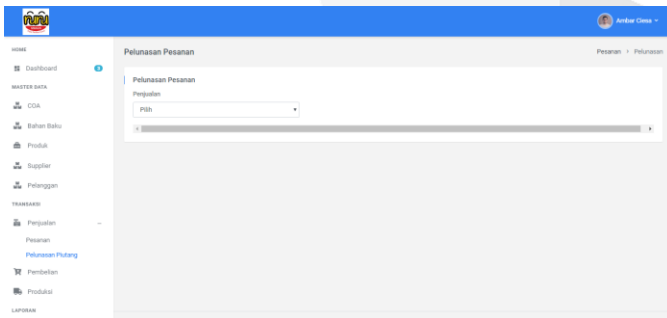 Ambar Ciess
HOME
Pelunasan Pesanan
Pesanan > Pelunasan
Dashboard
MASTER DATA
Pelunasan Pesanan
Penjualan
COA
Pilih
Bahan Baku
Produk
Supplier
Pelanggan
TRANSAKSI
Penjualan
Pesanan
Pelunasan Piutang
Pembelian
Produksi
LAPORAN